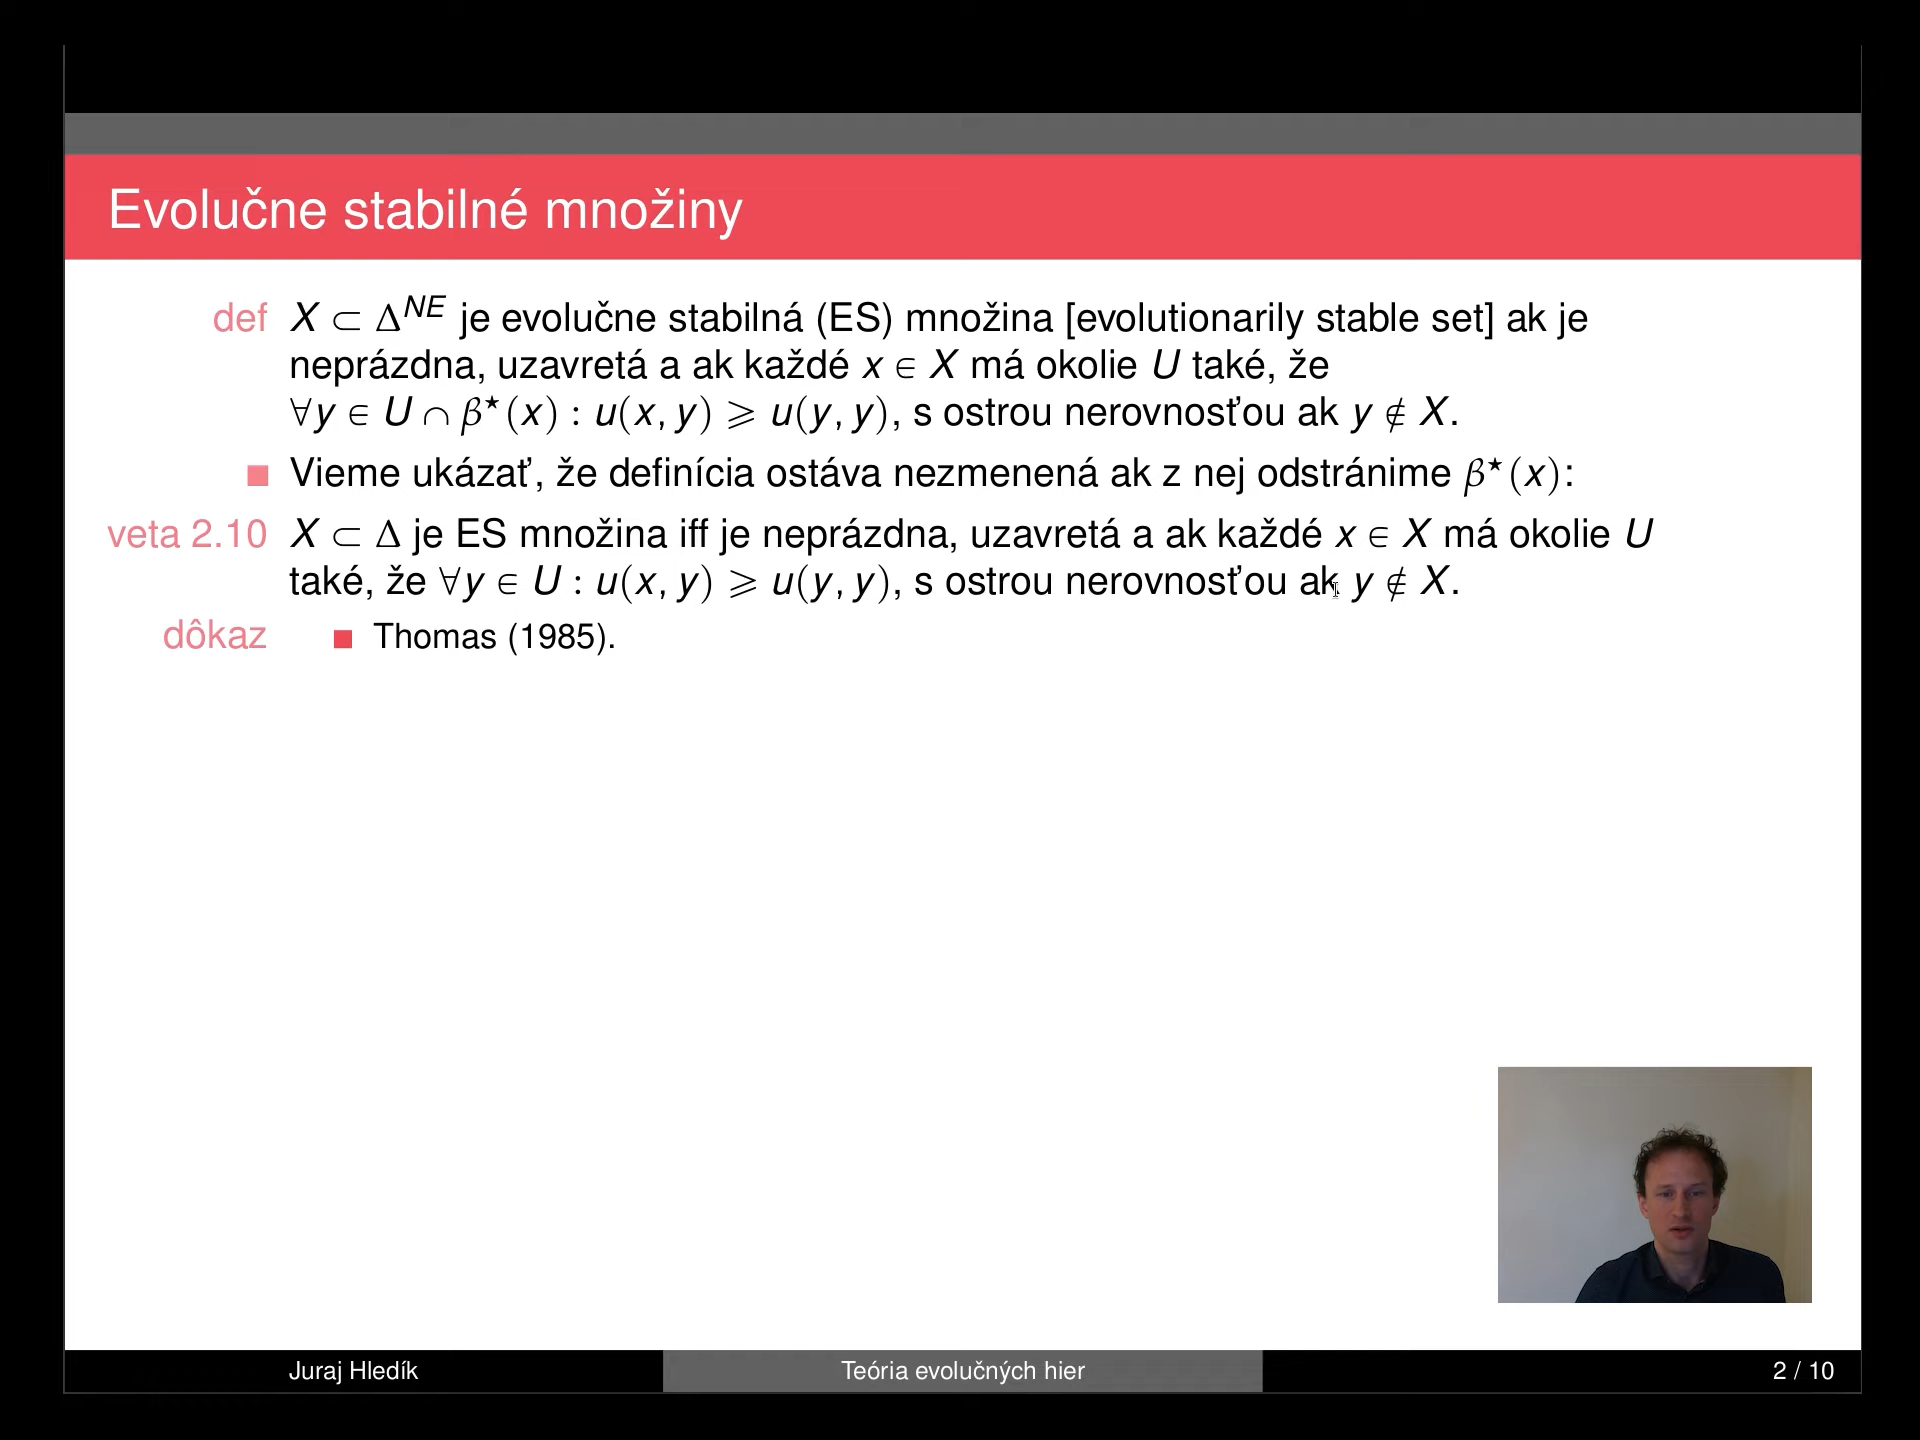 Evolučne stabilné množiny
def X ⊂ Δ^NE je evolučne stabilná (ES) množina [evolutionarily stable set] ak je
neprázdna, uzavretá a ak každé x ∈ X má okolie U také, že
∀y ∈ U ∩ β*(x) : u(x, y) ⩾ u(y, y), s ostrou nerovnosťou ak y ∉ X.
■ Vieme ukázať, že definícia ostáva nezmenená ak z nej odstránime β*(x):
veta 2.10 X ⊂ Δ je ES množina iff je neprázdna, uzavretá a ak každé x ∈ X má okolie U
také, že ∀y ∈ U : u(x, y) ⩾ u(y, y), s ostrou nerovnosťou ak y ∉ X.
dôkaz ■ Thomas (1985).
Juraj Hledík Teória evolučných hier 2 / 10